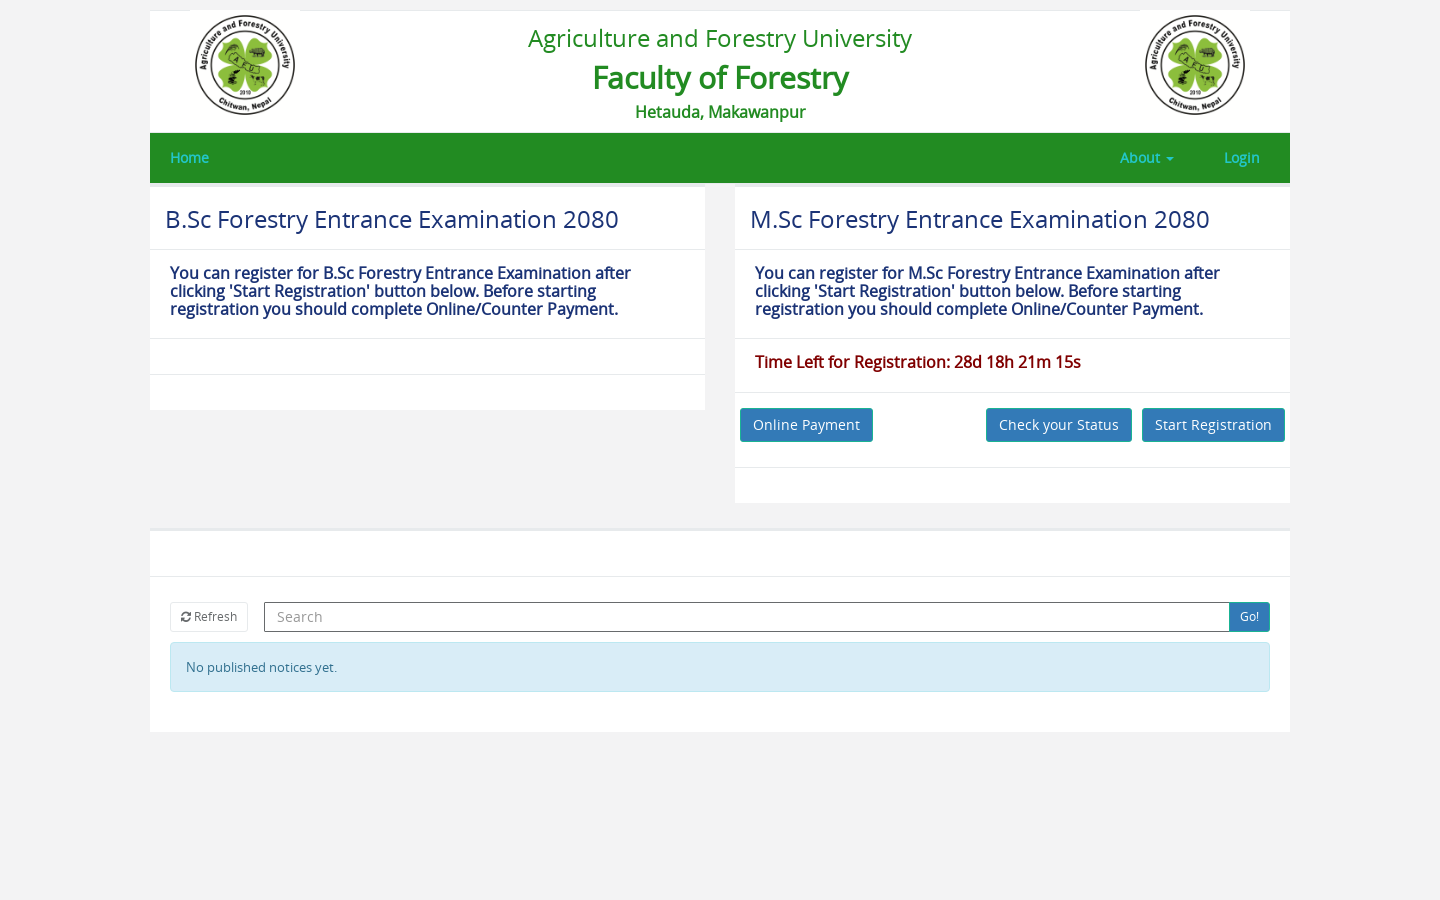 Agriculture and Forestry University
A.F.U.
2010
Chitwan, Nepal
Agriculture and Forestry University
Faculty of Forestry
Hetauda, Makawanpur
Agriculture and Forestry University
A.F.U.
2010
Chitwan, Nepal
Home
About
Login
B.Sc Forestry Entrance Examination 2080
You can register for B.Sc Forestry Entrance Examination after
clicking 'Start Registration' button below. Before starting
registration you should complete Online/Counter Payment.
M.Sc Forestry Entrance Examination 2080
You can register for M.Sc Forestry Entrance Examination after
clicking 'Start Registration' button below. Before starting
registration you should complete Online/Counter Payment.
Time Left for Registration: 28d 18h 21m 15s
Online Payment
Check your Status
Start Registration
Refresh
Search
Go!
No published notices yet.